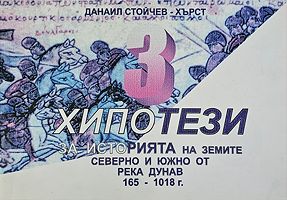 ДАНАИЛ СТОЙЧЕВ - ХЪРСТ
3
ХИПОТЕЗИ
ЗА ИСТОРИЯТА НА ЗЕМИТЕ
СЕВЕРНО И ЮЖНО ОТ
РЕКА ДУНАВ
165 - 1018 г.